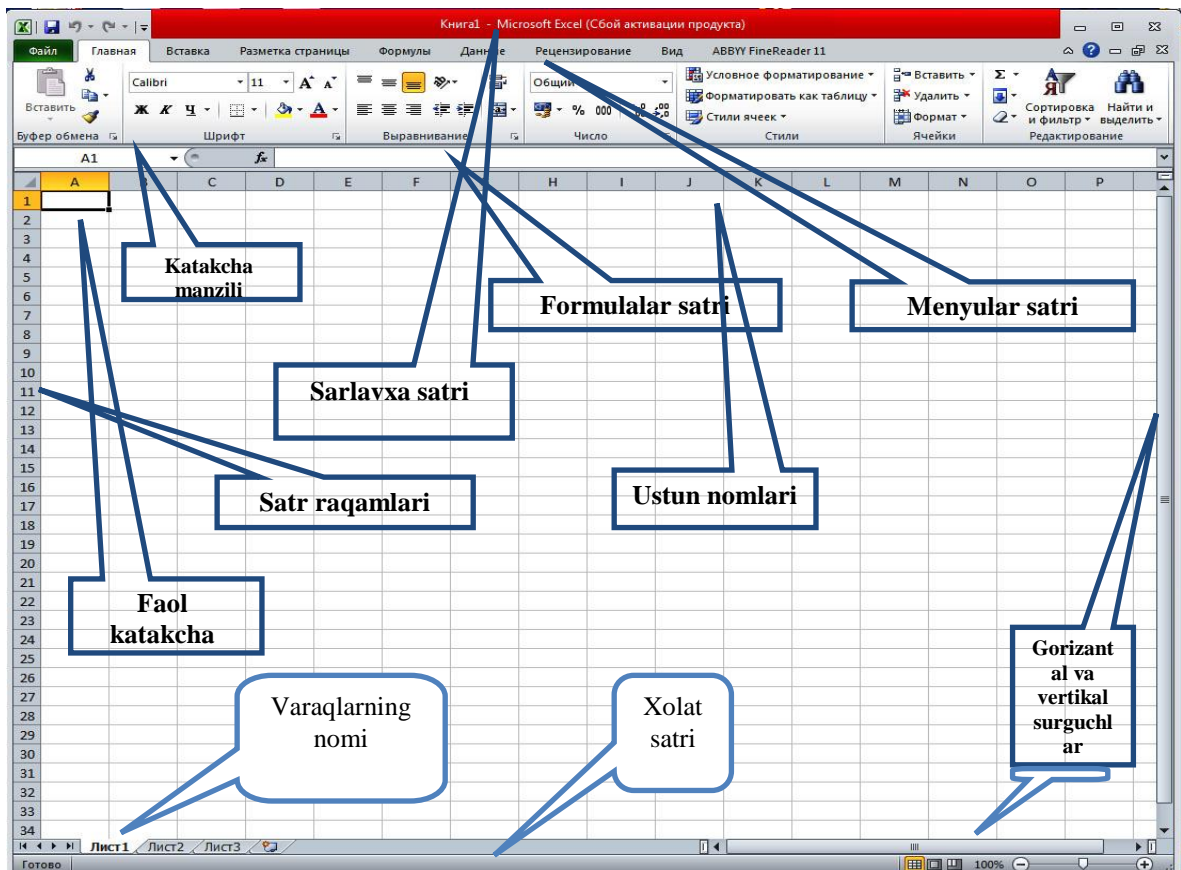 Книга1 - Microsoft Excel (Сбой активации продукта)
Файл Главная Вставка Разметка страницы Формулы Данные Рецензирование Вид ABBYY FineReader 11
Вставить
Calibri 11 A A
Ж К Ч A
Общий
% 000
Условное форматирование
Форматировать как таблицу
Стили ячеек
Вставить
Удалить
Формат
Σ
Сортировка и фильтр
Найти и выделить
Буфер обмена Шрифт Выравнивание Число Стили Ячейки Редактирование
A1 fx
A B C D E F H I J K L M N O P
1
2
3
4
5
6
7
8
9
10
11
12
13
14
15
16
17
18
19
20
21
22
23
24
25
26
27
28
29
30
31
32
33
34
Katakcha
manzili
Formulalar satri
Menyular satri
Sarlavxa satri
Satr raqamlari
Ustun nomlari
Faol
katakcha
Gorizant
al va
vertikal
surguchl
ar
Varaqlarning
nomi
Xolat
satri
Лист1 Лист2 Лист3
Готово 100%